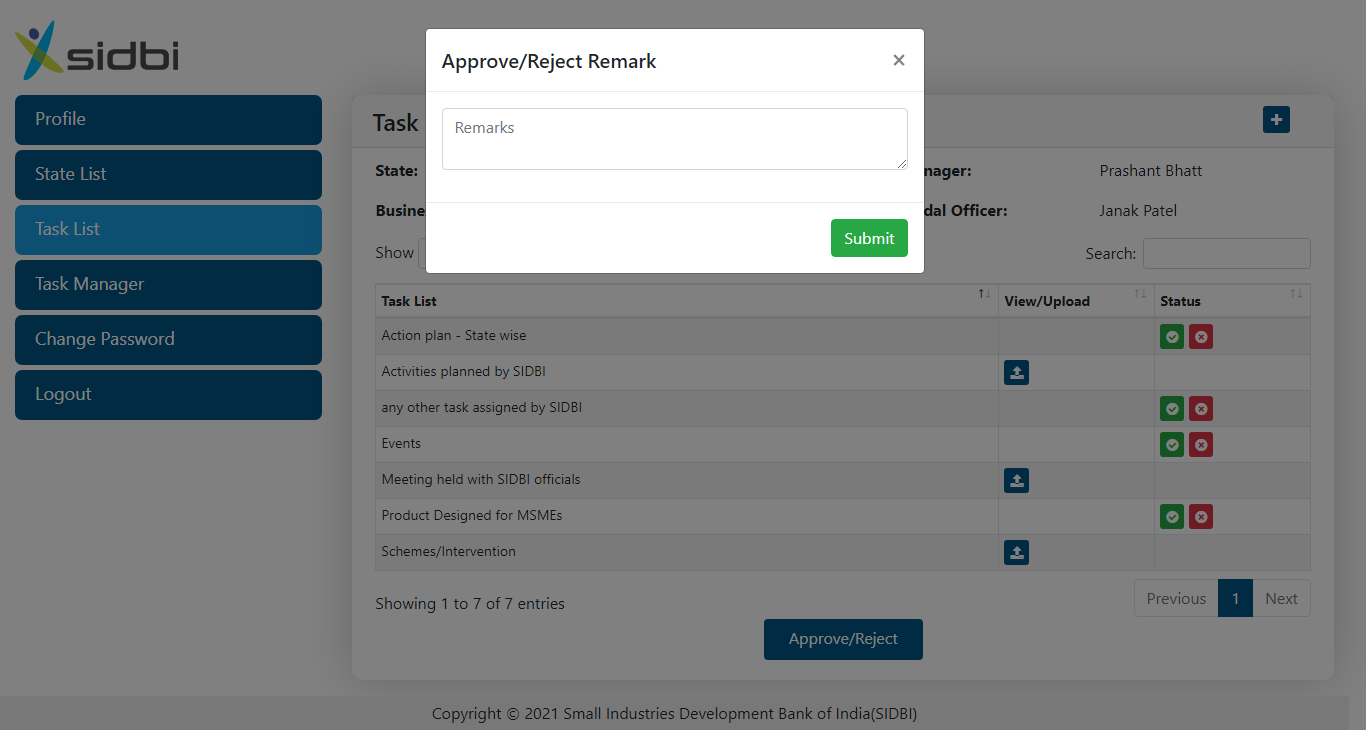 sidbi
Profile
State List
Task List
Task Manager
Change Password
Logout
Approve/Reject Remark
×
Remarks
Submit
Task
State:
nager: Prashant Bhatt
Busine
dal Officer: Janak Patel
Show
Search:
Task List View/Upload Status
Action plan - State wise
Activities planned by SIDBI
any other task assigned by SIDBI
Events
Meeting held with SIDBI officials
Product Designed for MSMEs
Schemes/Intervention
Showing 1 to 7 of 7 entries
Previous 1 Next
Approve/Reject
Copyright © 2021 Small Industries Development Bank of India(SIDBI)